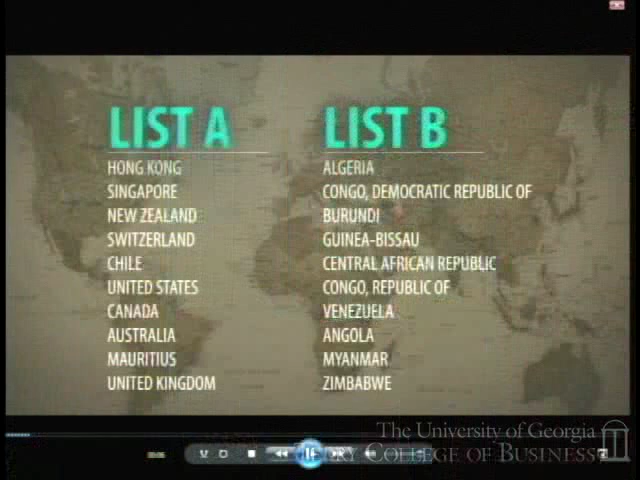 LIST A
HONG KONG
SINGAPORE
NEW ZEALAND
SWITZERLAND
CHILE
UNITED STATES
CANADA
AUSTRALIA
MAURITIUS
UNITED KINGDOM
LIST B
ALGERIA
CONGO, DEMOCRATIC REPUBLIC OF
BURUNDI
GUINEA-BISSAU
CENTRAL AFRICAN REPUBLIC
CONGO, REPUBLIC OF
VENEZUELA
ANGOLA
MYANMAR
ZIMBABWE
The University of Georgia
COLLEGE OF BUSINESS